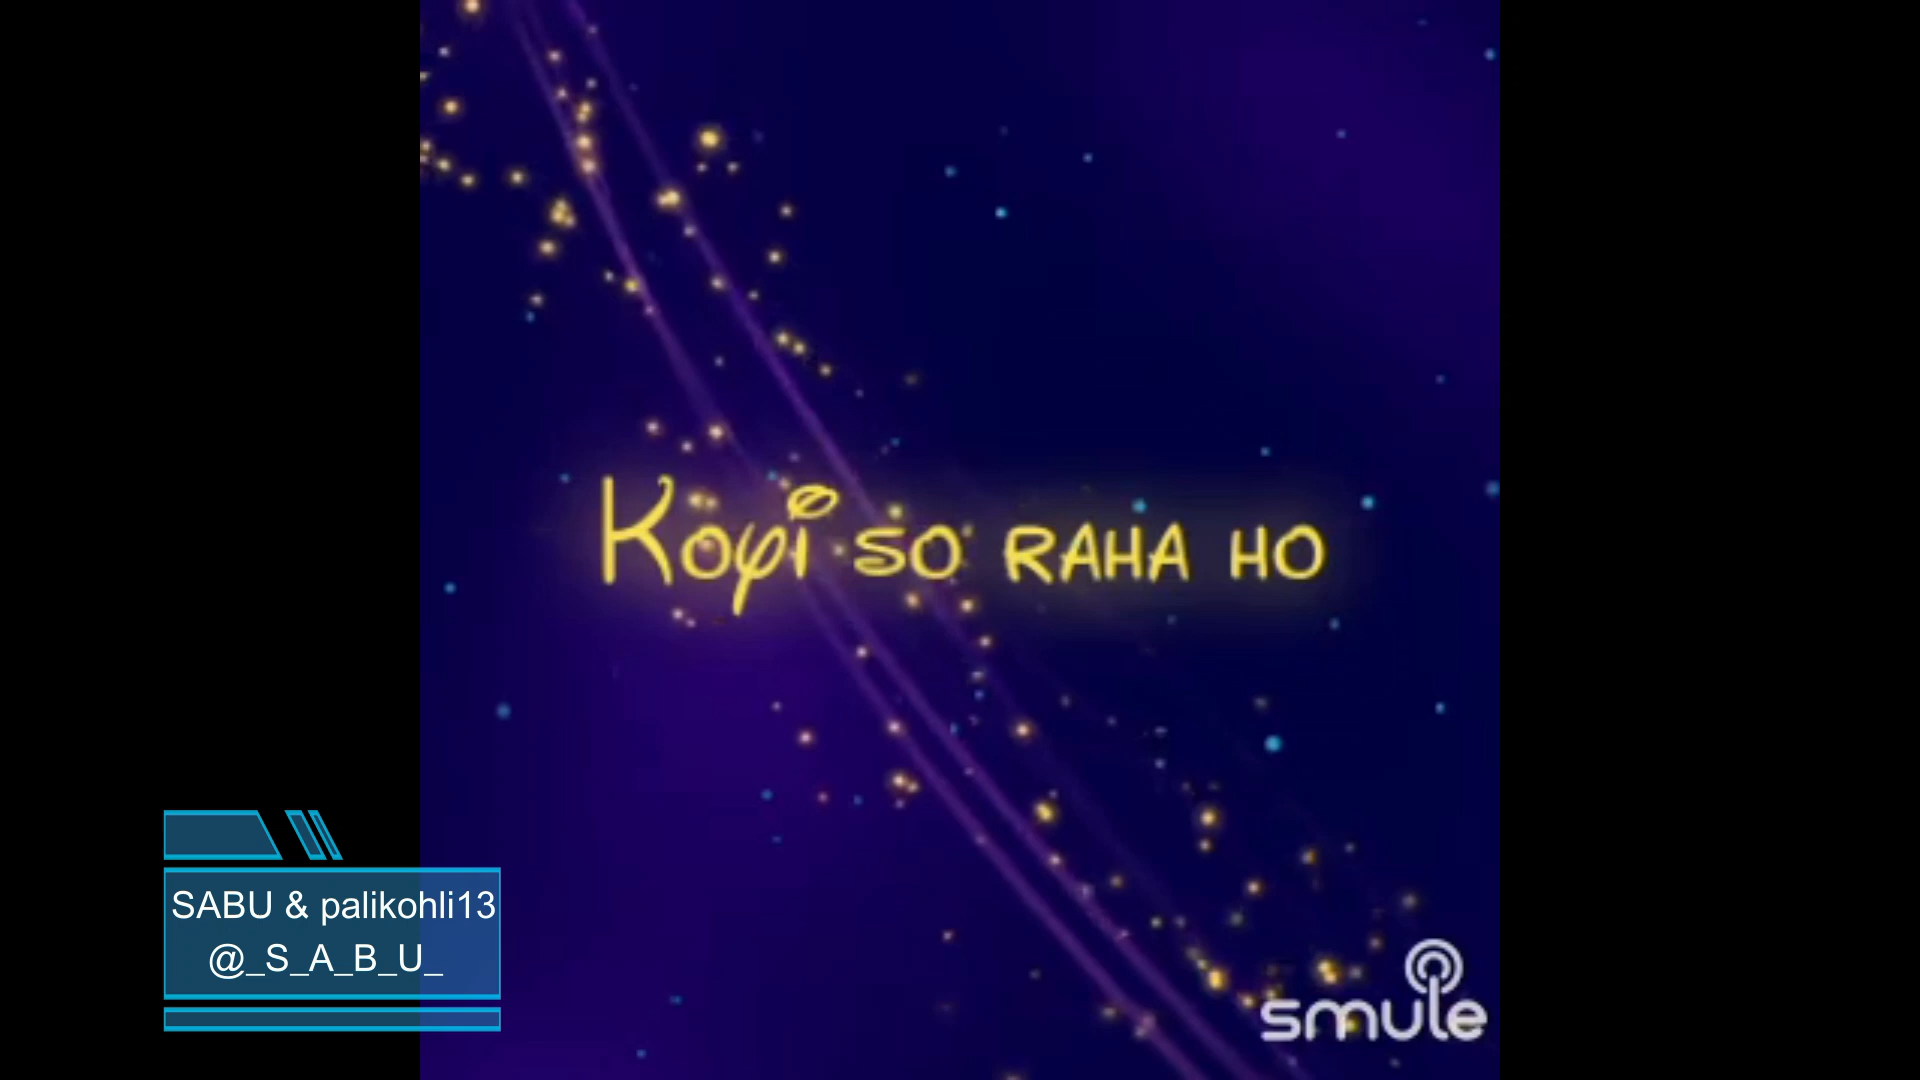 Koyi so raha ho
SABU & palikohli13
@_S_A_B_U_
smule